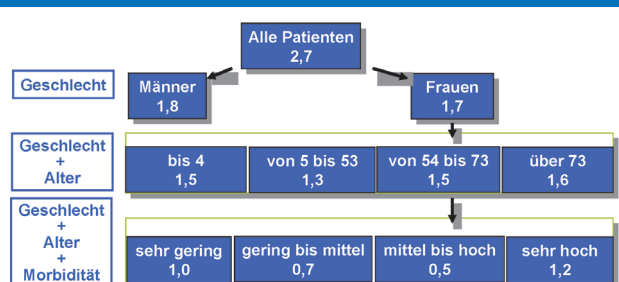 Alle Patienten
2,7
Geschlecht
Männer
1,8
Frauen
1,7
Geschlecht
+
Alter
bis 4
1,5
von 5 bis 53
1,3
von 54 bis 73
1,5
über 73
1,6
Geschlecht
+
Alter
+
Morbidität
sehr gering
1,0
gering bis mittel
0,7
mittel bis hoch
0,5
sehr hoch
1,2